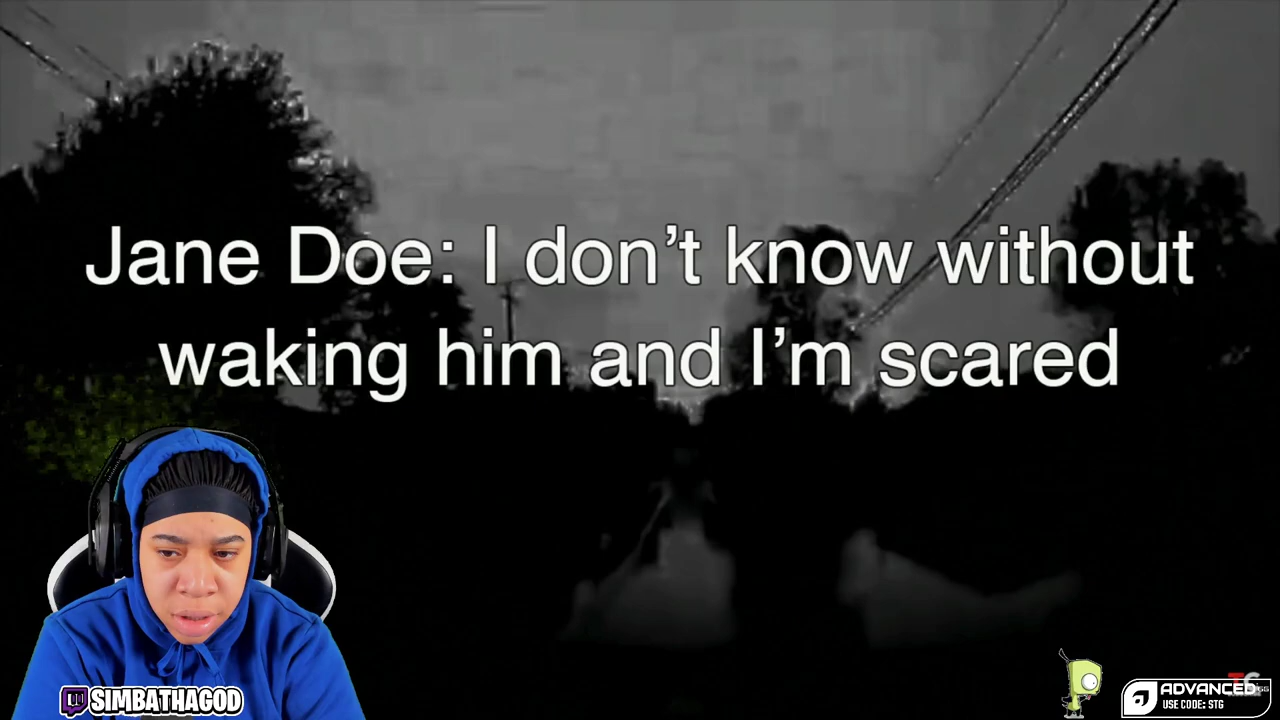 Jane Doe: I don’t know without
waking him and I’m scared
SIMBATHAGOD
ADVANCED
USE CODE: STG